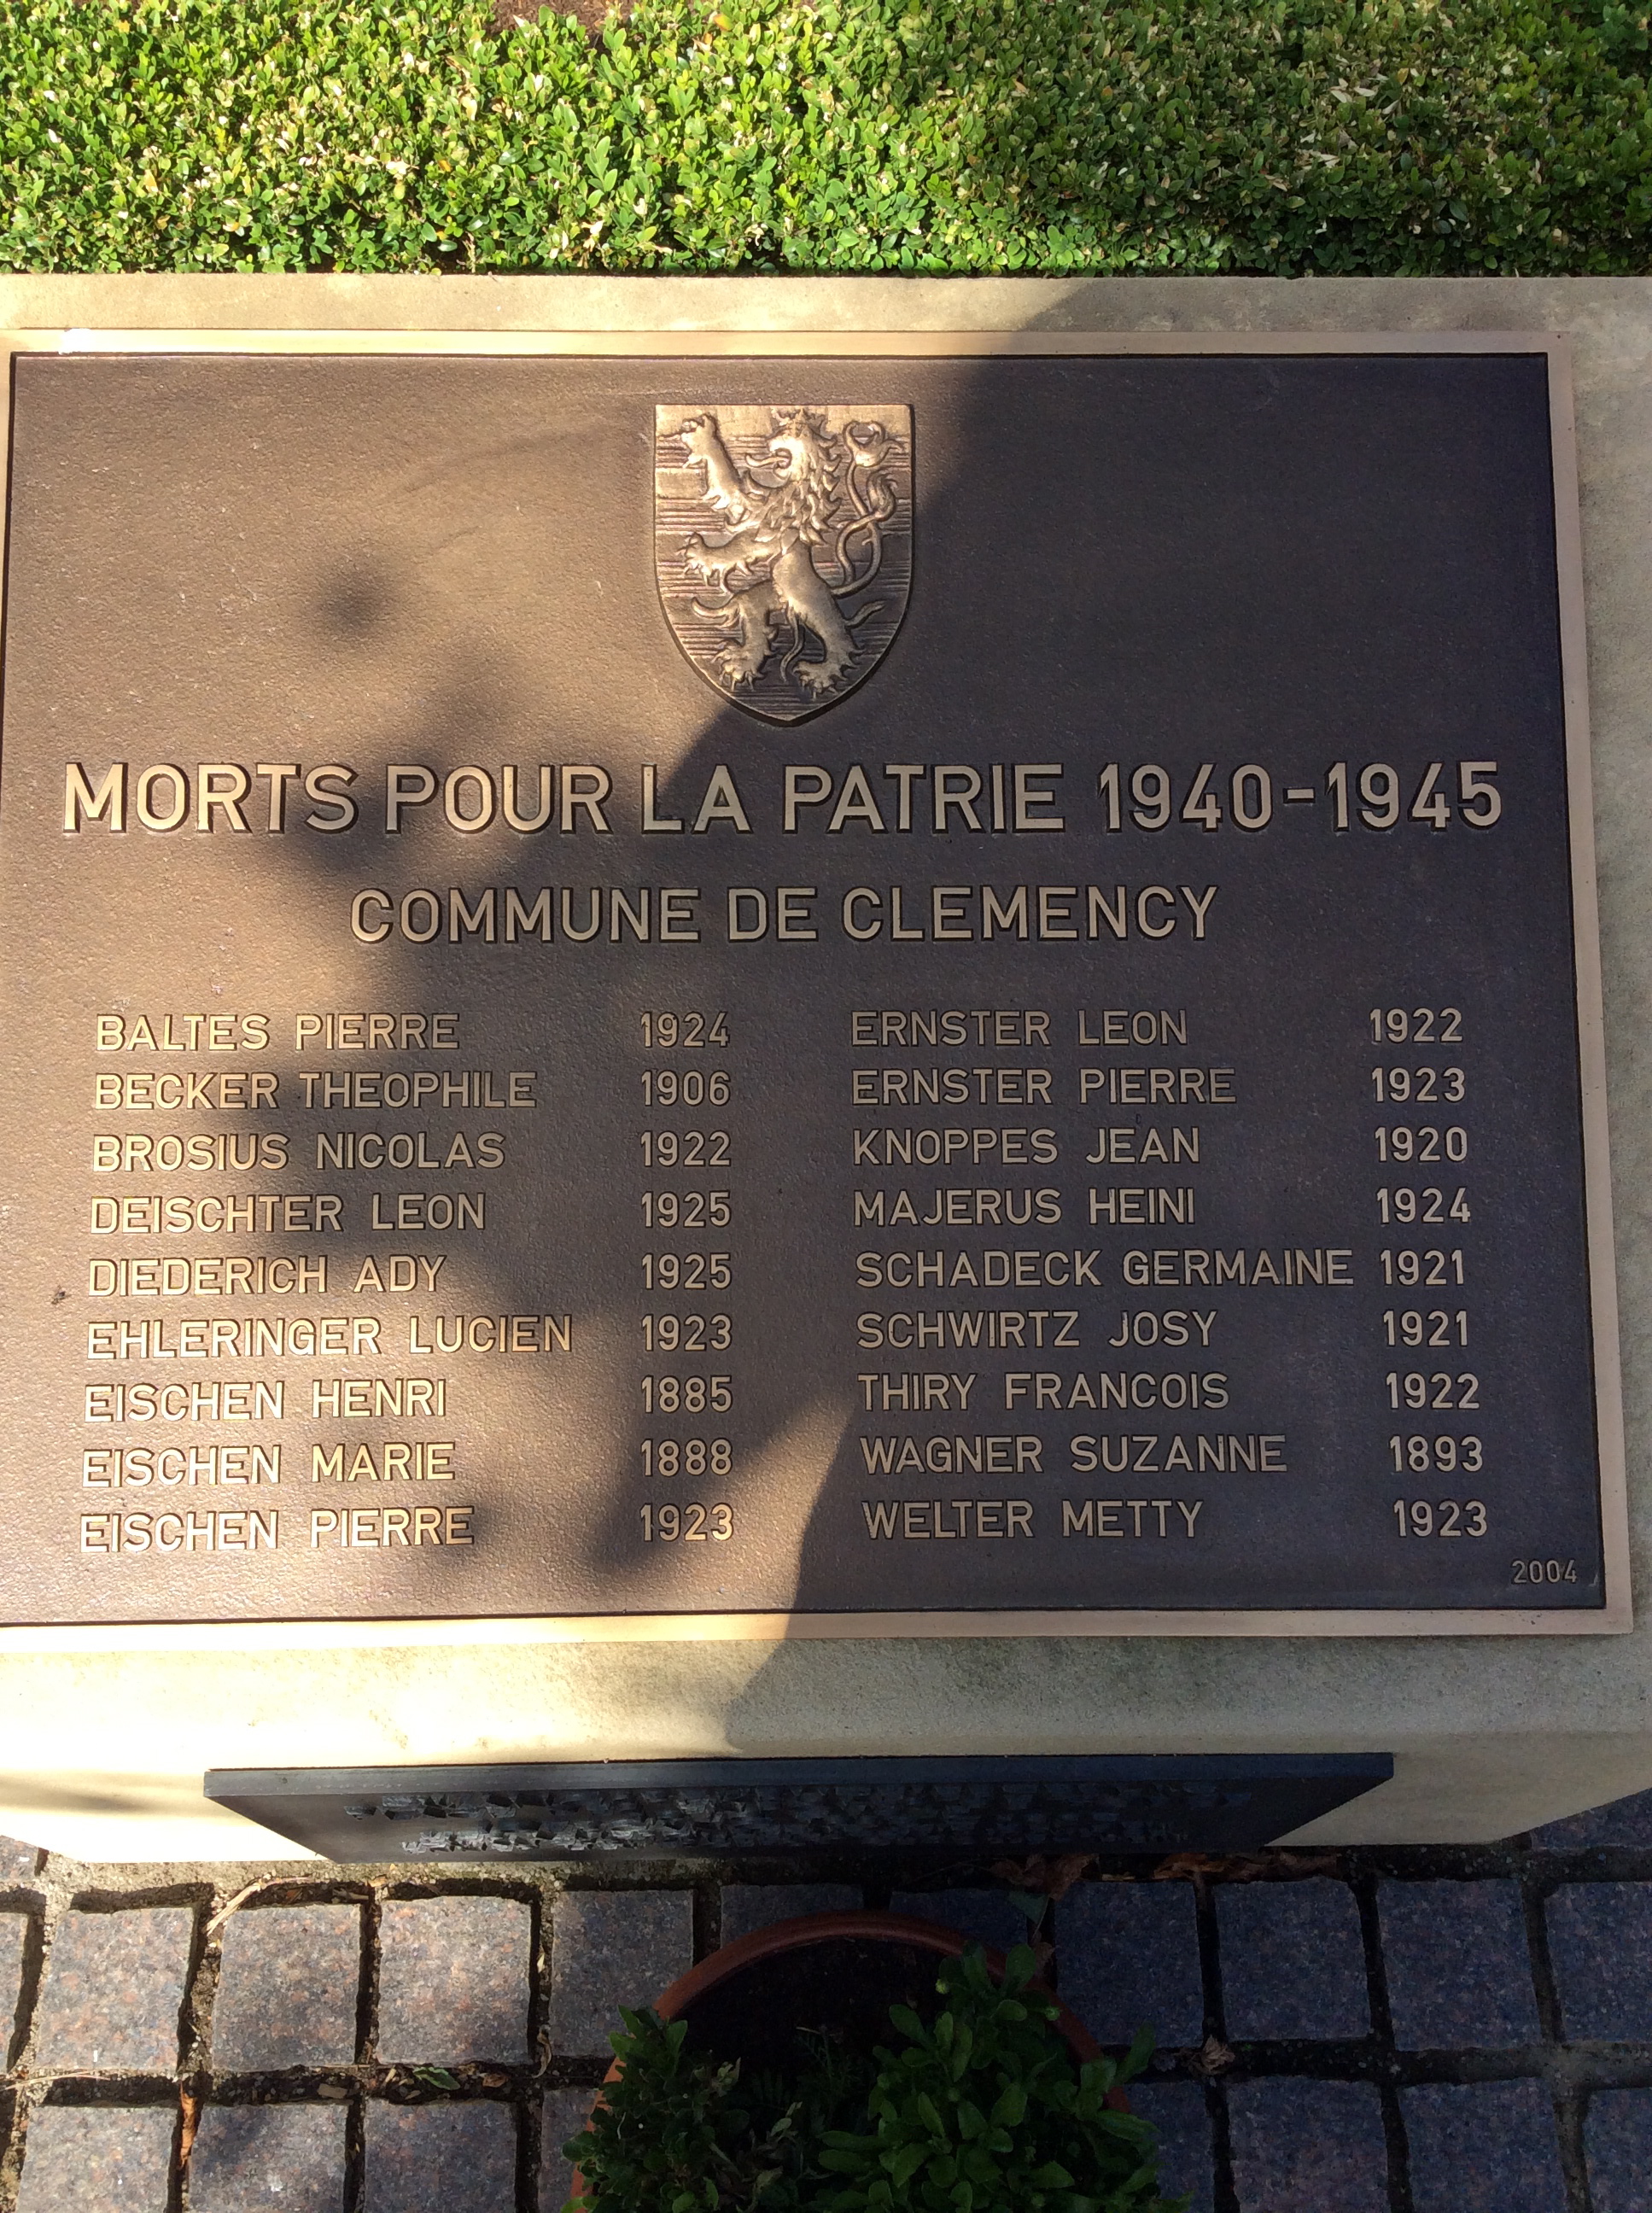 MORTS POUR LA PATRIE 1940-1945
COMMUNE DE CLEMENCY
BALTES PIERRE 1924
BECKER THEOPHILE 1906
BROSIUS NICOLAS 1922
DEISCHTER LEON 1925
DIEDERICH ADY 1925
EHLERINGER LUCIEN 1923
EISCHEN HENRI 1885
EISCHEN MARIE 1888
EISCHEN PIERRE 1923
ERNSTER LEON 1922
ERNSTER PIERRE 1923
KNOPPES JEAN 1920
MAJERUS HEINI 1924
SCHADECK GERMAINE 1921
SCHWIRTZ JOSY 1921
THIRY FRANCOIS 1922
WAGNER SUZANNE 1893
WELTER METTY 1923
2004